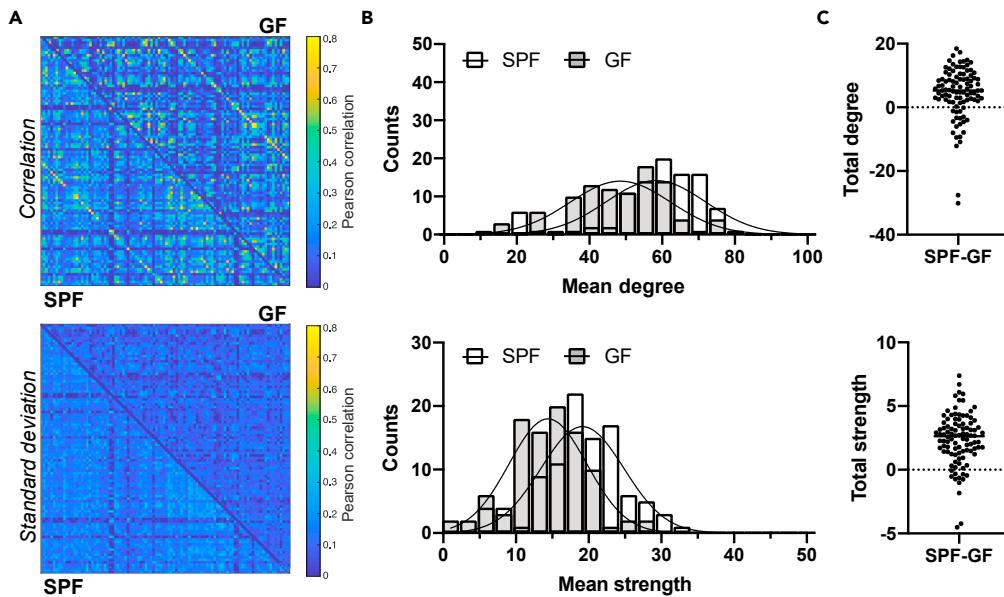 A
GF
Correlation
0.8
0.7
0.6
0.5
0.4
0.3
0.2
0.1
0
Pearson correlation
SPF
GF
Standard deviation
0.8
0.7
0.6
0.5
0.4
0.3
0.2
0.1
0
Pearson correlation
SPF
B
50
40
30
20
10
0
Counts
SPF GF
0 20 40 60 80 100
Mean degree
30
20
10
0
Counts
SPF GF
0 10 20 30 40 50
Mean strength
C
20
0
-20
-40
Total degree
SPF-GF
10
5
0
-5
Total strength
SPF-GF